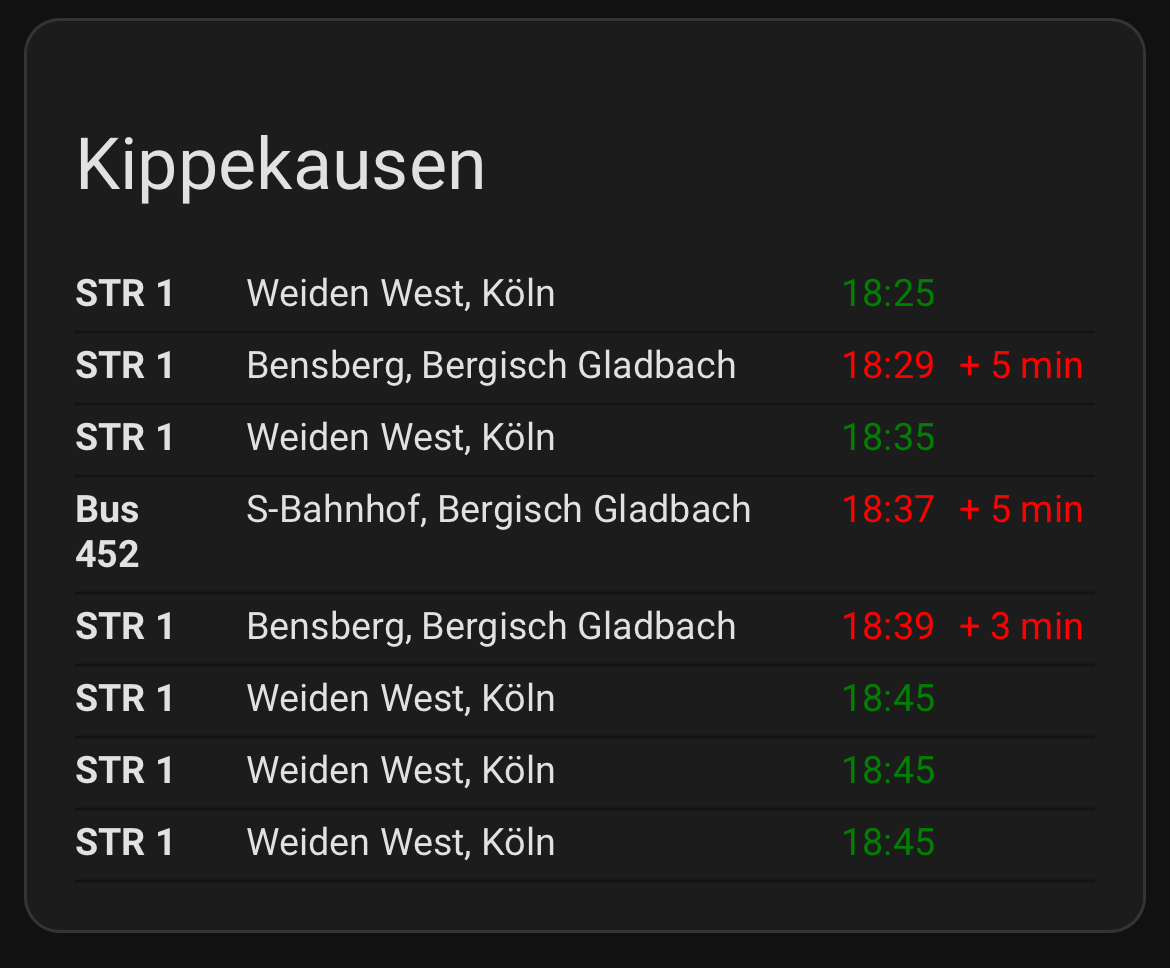 Kippekausen
STR 1 Weiden West, Köln 18:25
STR 1 Bensberg, Bergisch Gladbach 18:29 + 5 min
STR 1 Weiden West, Köln 18:35
Bus S-Bahnhof, Bergisch Gladbach 18:37 + 5 min
452
STR 1 Bensberg, Bergisch Gladbach 18:39 + 3 min
STR 1 Weiden West, Köln 18:45
STR 1 Weiden West, Köln 18:45
STR 1 Weiden West, Köln 18:45